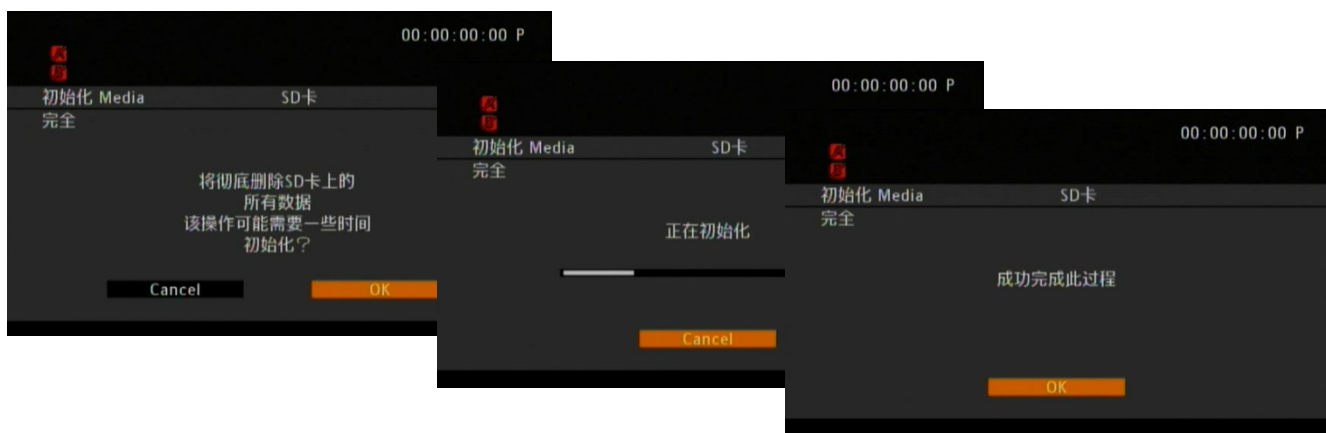 00:00:00:00 P
A
B
初始化 Media SD卡
完全
将彻底删除SD卡上的
所有数据
该操作可能需要一些时间
初始化？
Cancel OK
00:00:00:00 P
A
B
初始化 Media SD卡
完全
正在初始化
Cancel
00:00:00:00 P
A
B
初始化 Media SD卡
完全
成功完成此过程
OK